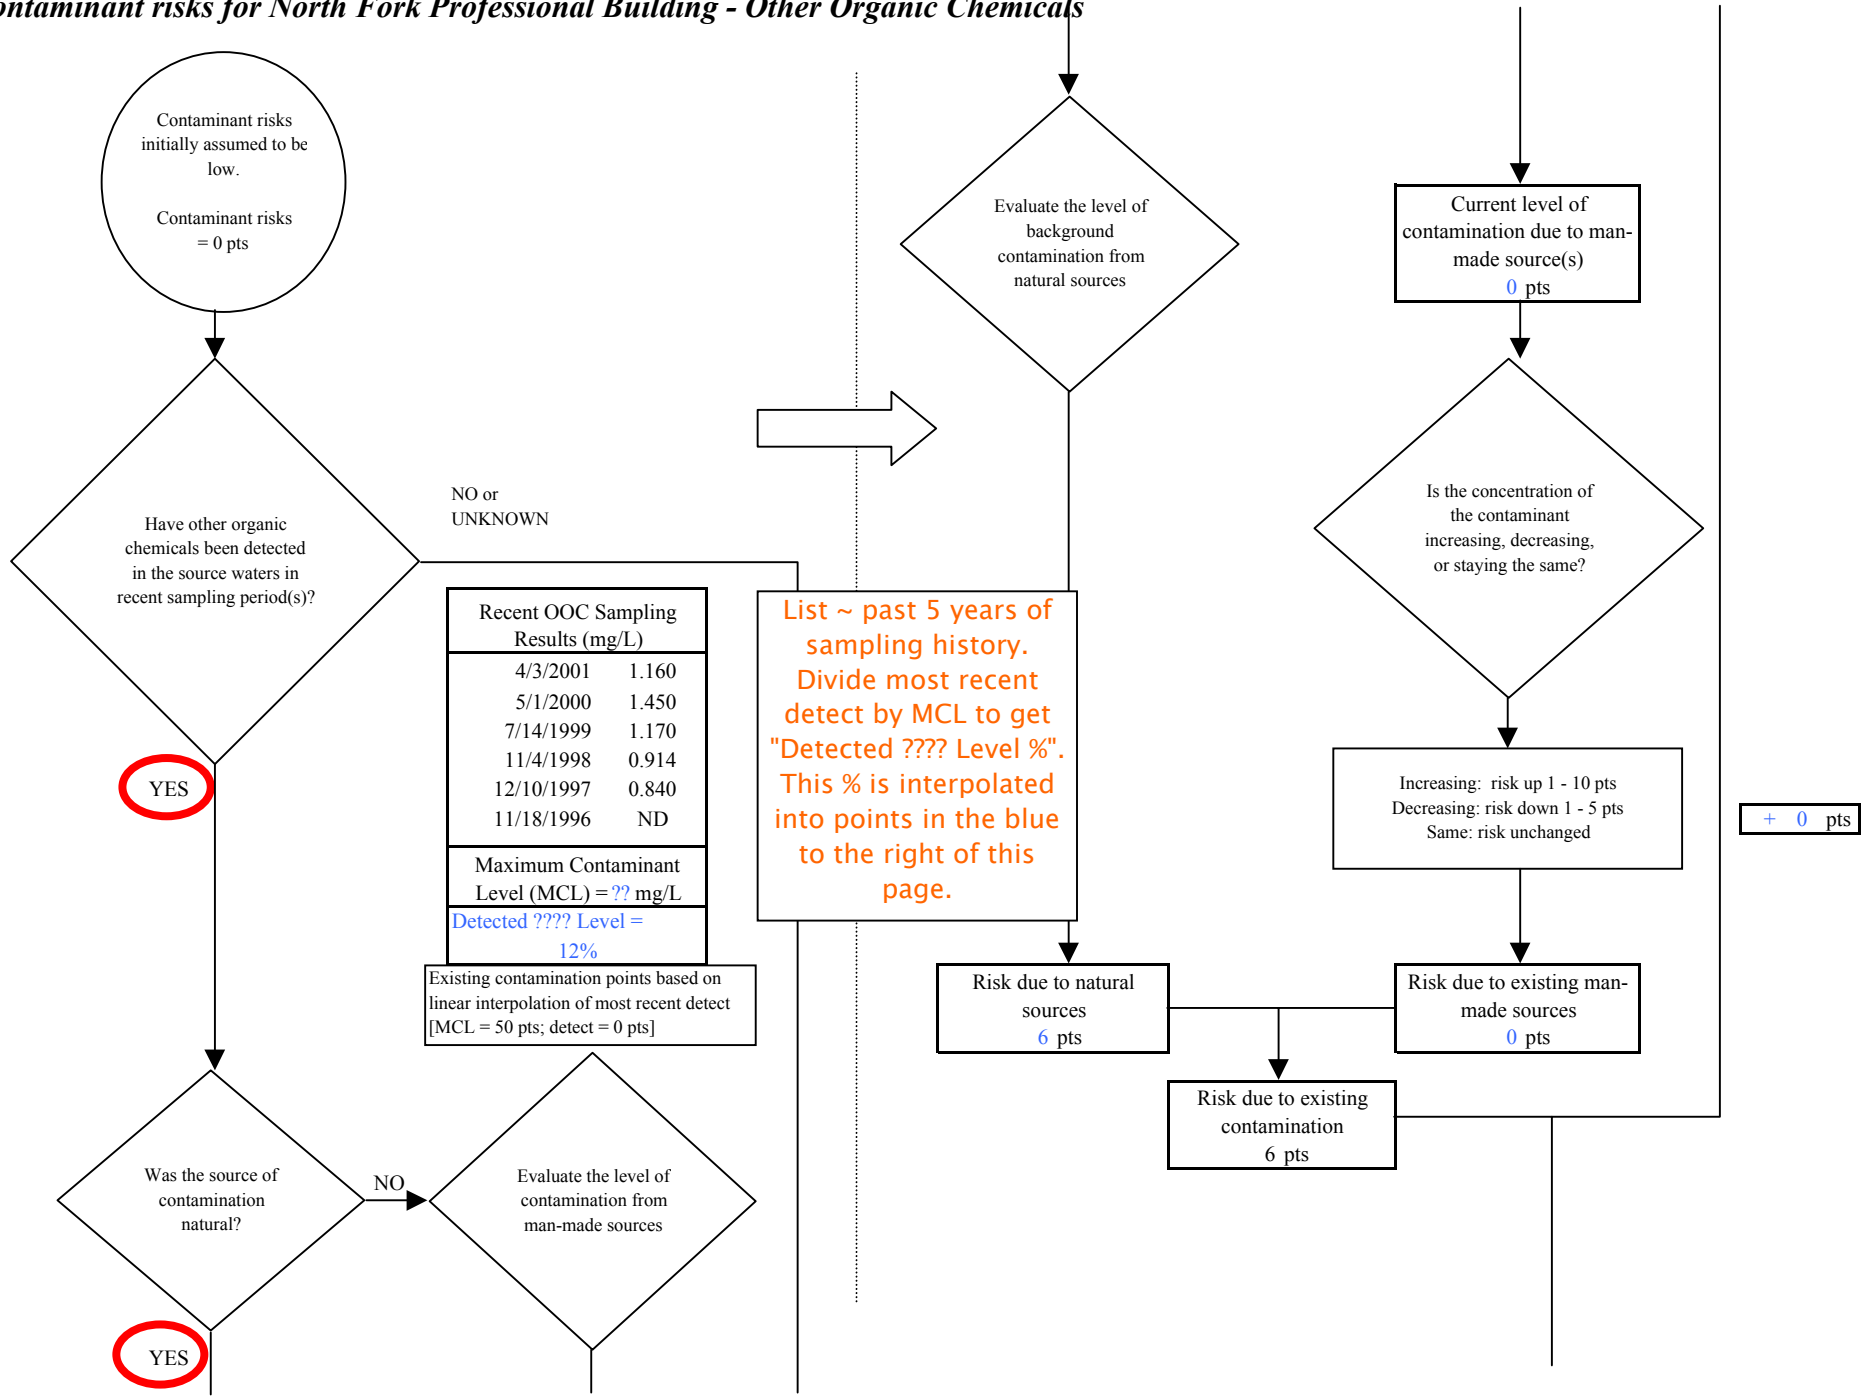 ontaminant risks for North Fork Professional Building - Other Organic Chemicals
Contaminant risks
initially assumed to be
low.
Contaminant risks
= 0 pts
Have other organic
chemicals been detected
in the source waters in
recent sampling period(s)?
NO or
UNKNOWN
YES
Recent OOC Sampling
Results (mg/L)
4/3/2001 1.160
5/1/2000 1.450
7/14/1999 1.170
11/4/1998 0.914
12/10/1997 0.840
11/18/1996 ND
Maximum Contaminant
Level (MCL) = ?? mg/L
Detected ???? Level =
12%
Existing contamination points based on
linear interpolation of most recent detect
[MCL = 50 pts; detect = 0 pts]
Was the source of
contamination
natural?
NO
YES
Evaluate the level of
contamination from
man-made sources
List ~ past 5 years of
sampling history.
Divide most recent
detect by MCL to get
"Detected ???? Level %".
This % is interpolated
into points in the blue
to the right of this
page.
Evaluate the level of
background
contamination from
natural sources
Risk due to natural
sources
6 pts
Current level of
contamination due to man-
made source(s)
0 pts
Is the concentration of
the contaminant
increasing, decreasing,
or staying the same?
Increasing: risk up 1 - 10 pts
Decreasing: risk down 1 - 5 pts
Same: risk unchanged
Risk due to existing man-
made sources
0 pts
Risk due to existing
contamination
6 pts
+ 0 pts